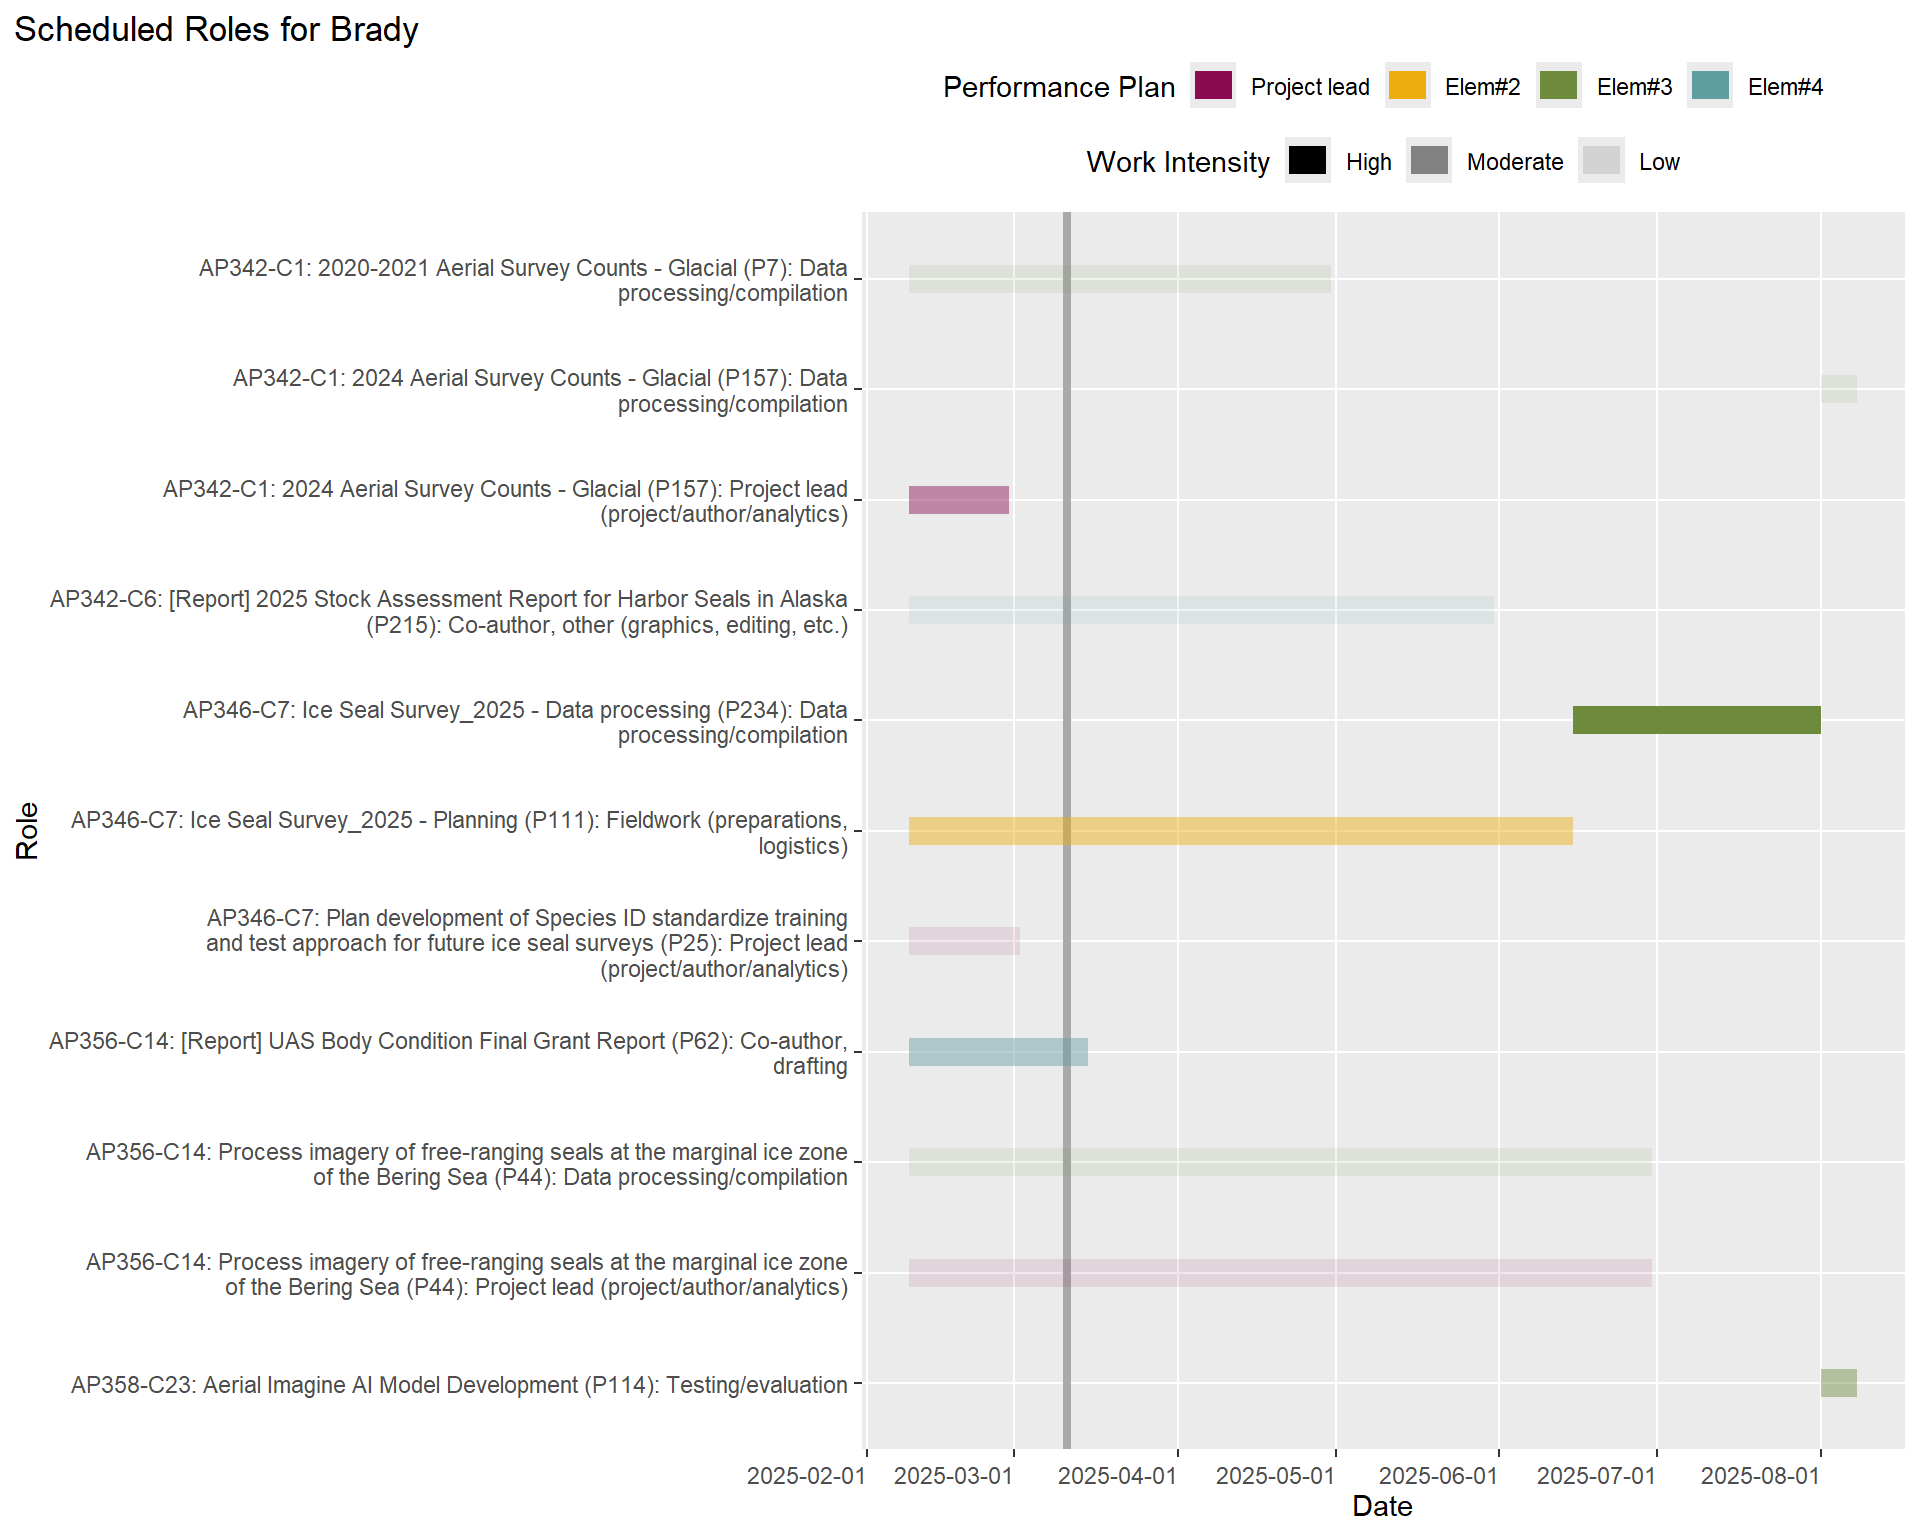 Scheduled Roles for Brady
Performance Plan Project lead Elem#2 Elem#3 Elem#4
Work Intensity High Moderate Low
Role
AP342-C1: 2020-2021 Aerial Survey Counts - Glacial (P7): Data
processing/compilation
AP342-C1: 2024 Aerial Survey Counts - Glacial (P157): Data
processing/compilation
AP342-C1: 2024 Aerial Survey Counts - Glacial (P157): Project lead
(project/author/analytics)
AP342-C6: [Report] 2025 Stock Assessment Report for Harbor Seals in Alaska
(P215): Co-author, other (graphics, editing, etc.)
AP346-C7: Ice Seal Survey_2025 - Data processing (P234): Data
processing/compilation
AP346-C7: Ice Seal Survey_2025 - Planning (P111): Fieldwork (preparations,
logistics)
AP346-C7: Plan development of Species ID standardize training
and test approach for future ice seal surveys (P25): Project lead
(project/author/analytics)
AP356-C14: [Report] UAS Body Condition Final Grant Report (P62): Co-author,
drafting
AP356-C14: Process imagery of free-ranging seals at the marginal ice zone
of the Bering Sea (P44): Data processing/compilation
AP356-C14: Process imagery of free-ranging seals at the marginal ice zone
of the Bering Sea (P44): Project lead (project/author/analytics)
AP358-C23: Aerial Imagine AI Model Development (P114): Testing/evaluation
2025-02-01 2025-03-01 2025-04-01 2025-05-01 2025-06-01 2025-07-01 2025-08-01
Date